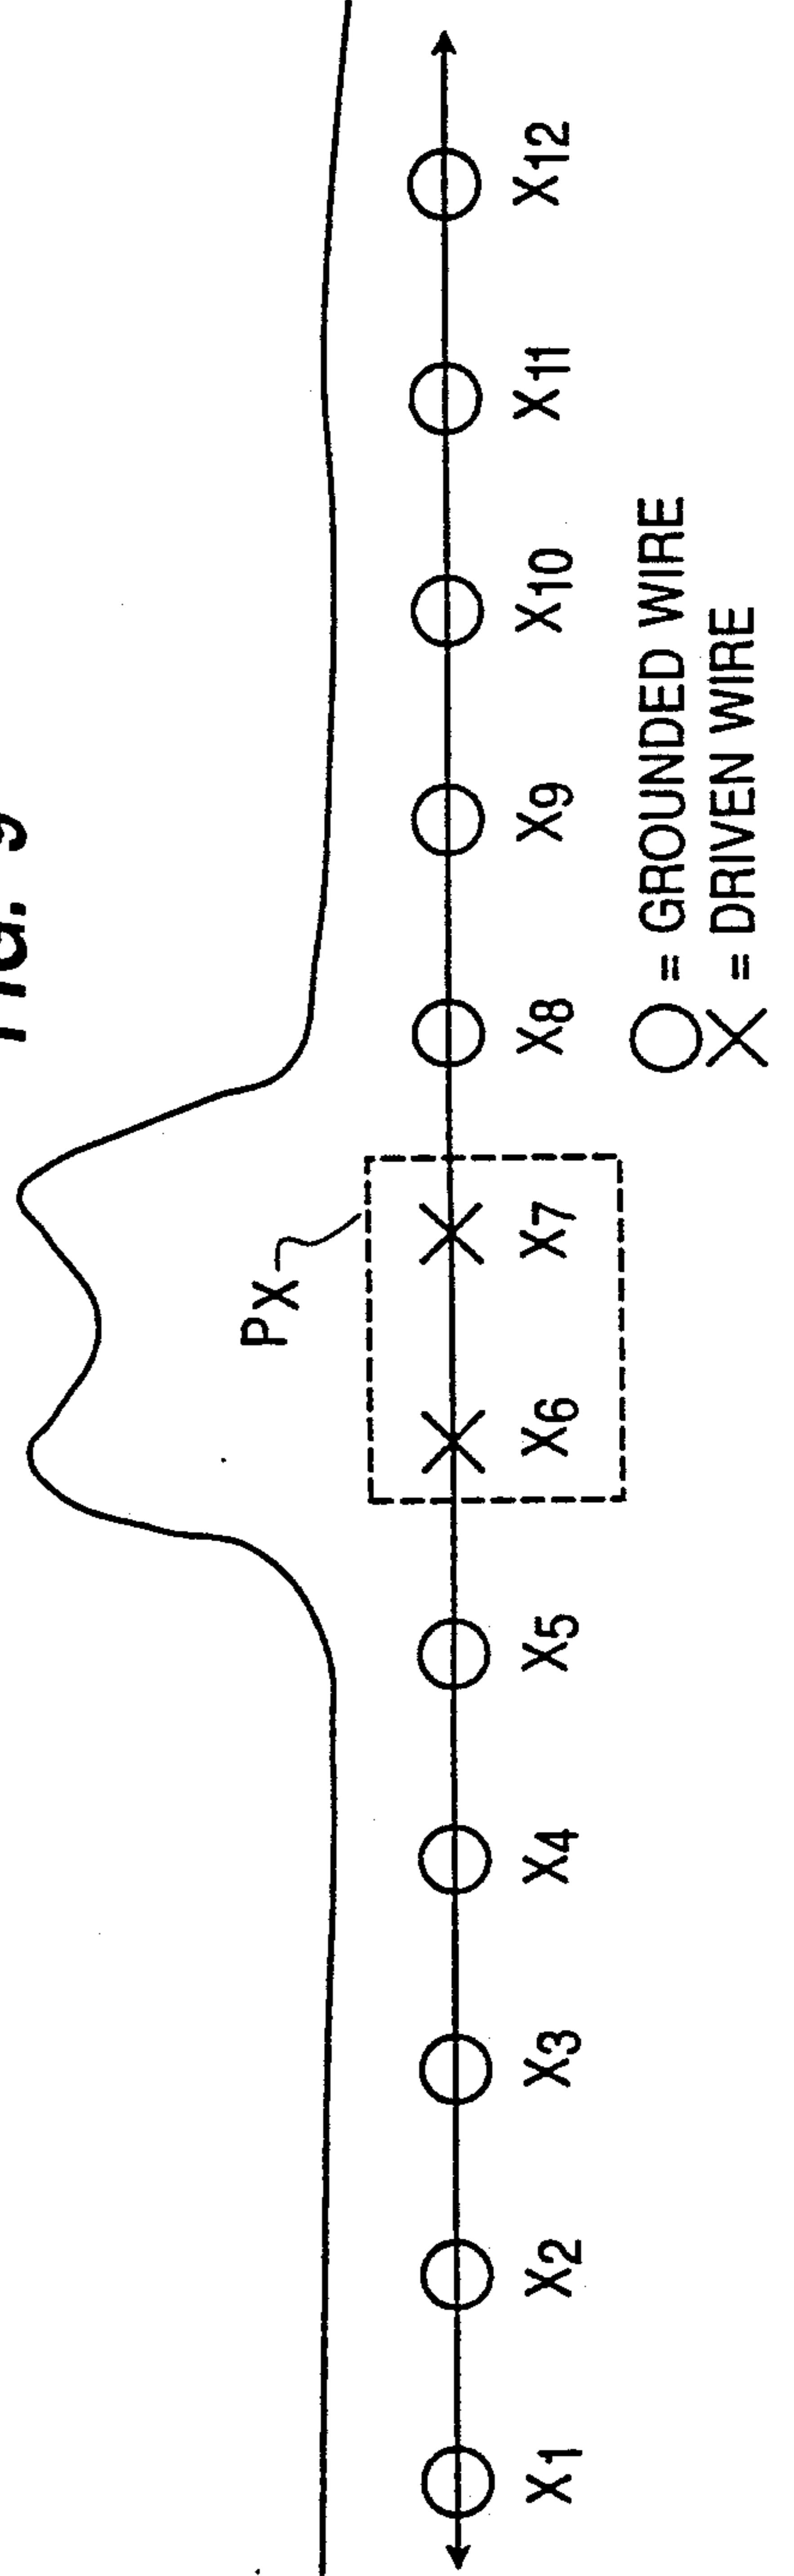 FIG. 9
PX
X1 X2 X3 X4 X5 X6 X7 X8 X9 X10 X11 X12
O = GROUNDED WIRE
X = DRIVEN WIRE